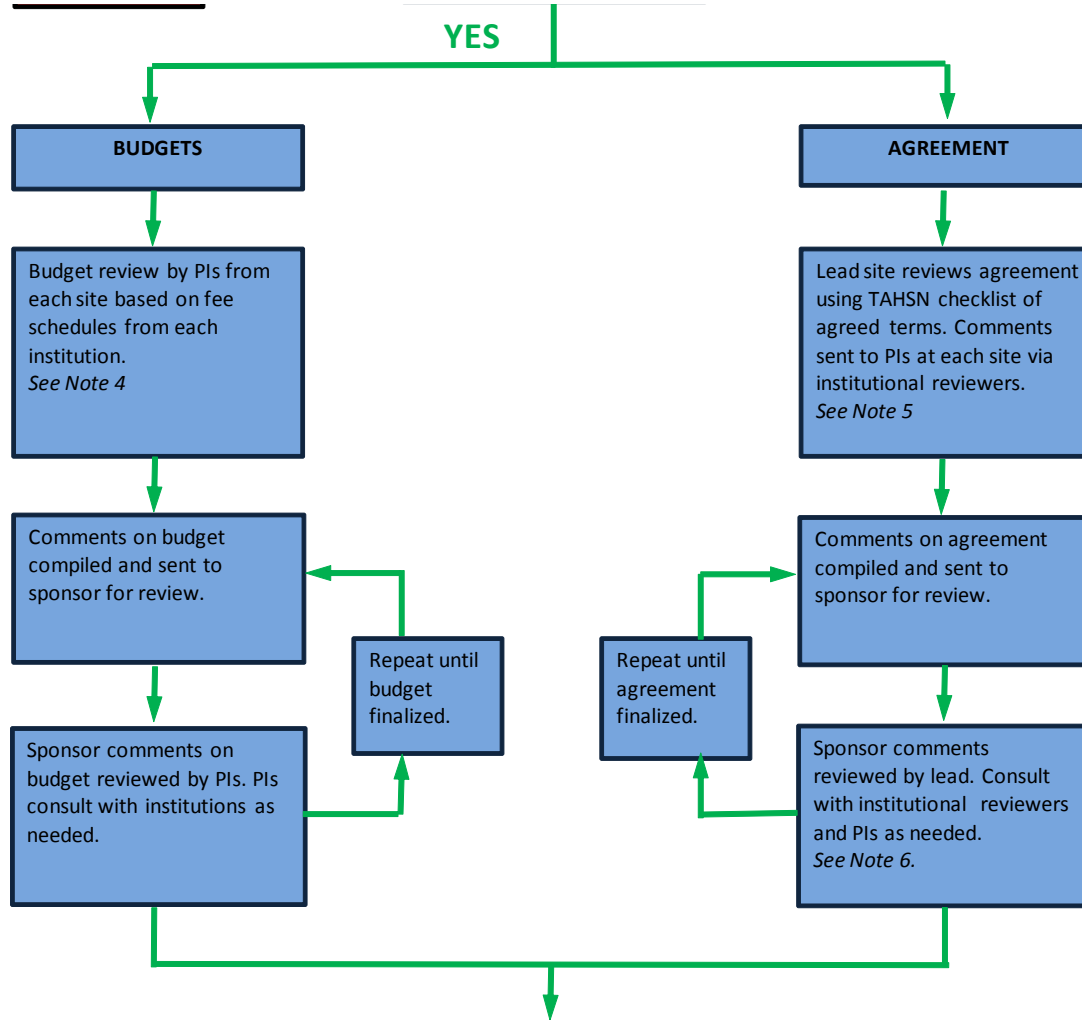 YES
BUDGETS
Budget review by PIs from
each site based on fee
schedules from each
institution.
See Note 4
Comments on budget
compiled and sent to
sponsor for review.
Repeat until
budget
finalized.
Sponsor comments on
budget reviewed by PIs. PIs
consult with institutions as
needed.
AGREEMENT
Lead site reviews agreement
using TAHSN checklist of
agreed terms. Comments
sent to PIs at each site via
institutional reviewers.
See Note 5
Comments on agreement
compiled and sent to
sponsor for review.
Repeat until
agreement
finalized.
Sponsor comments
reviewed by lead. Consult
with institutional reviewers
and PIs as needed.
See Note 6.